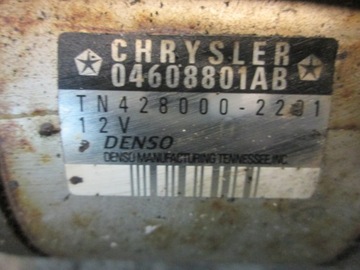 CHRYSLER
04608801AB
TN428000-2201
12V
DENSO
DENSO MANUFACTURING TENNESSEE, INC.